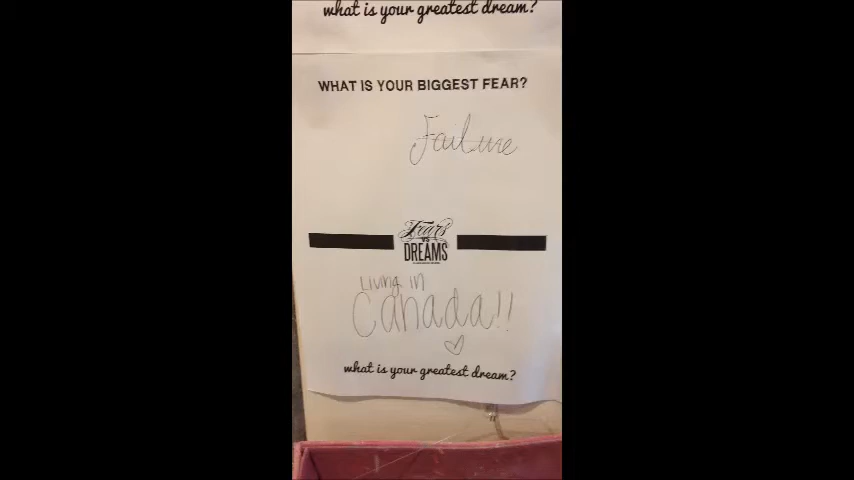 what is your greatest dream?
WHAT IS YOUR BIGGEST FEAR?
Failure
Fears
VS
DREAMS
Living in
Canada!!
what is your greatest dream?